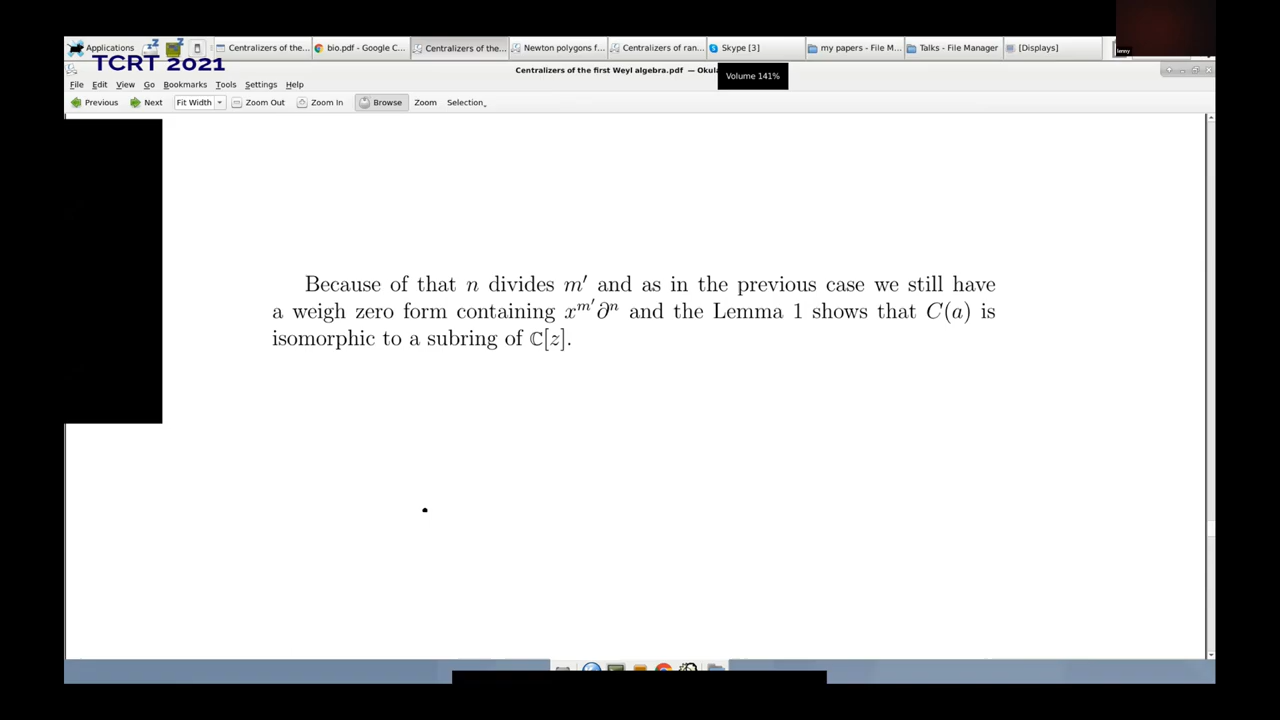 Applications
Centralizers of the...
bio.pdf - Google C...
Centralizers of the...
Newton polygons f...
Centralizers of ran...
Skype [3]
my papers - File M...
Talks - File Manager
[Displays]
lenny
TCRT 2021
Centralizers of the first Weyl algebra.pdf — Okul
Volume 141%
File Edit View Go Bookmarks Tools Settings Help
Previous Next Fit Width Zoom Out Zoom In Browse Zoom Selection
Because of that n divides m′ and as in the previous case we still have
a weigh zero form containing x^{m′}∂^n and the Lemma 1 shows that C(a) is
isomorphic to a subring of ℂ[z].